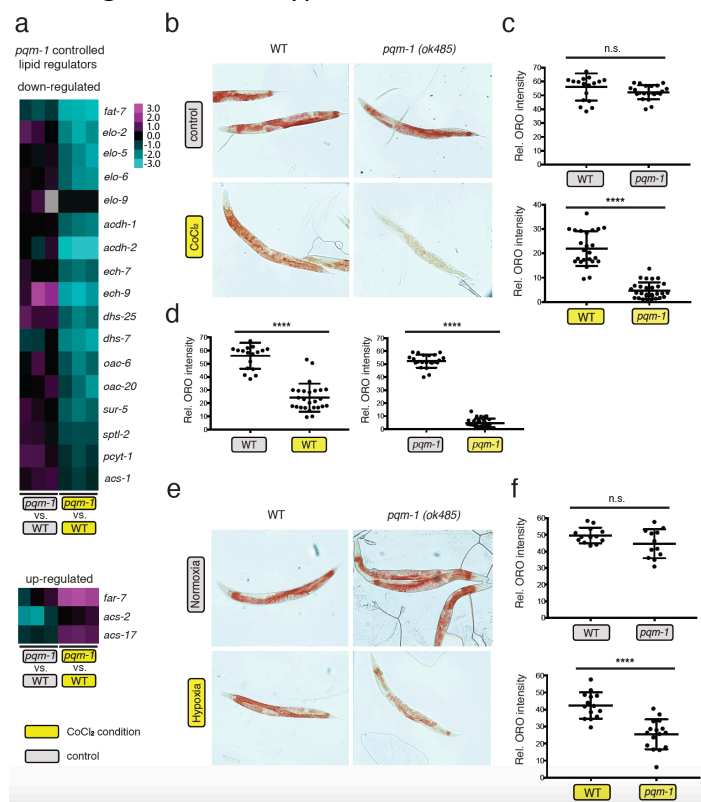 a
pqm-1 controlled
lipid regulators
down-regulated
fat-7
elo-2
elo-5
elo-6
elo-9
acdh-1
acdh-2
ech-7
ech-9
dhs-25
dhs-7
oac-6
oac-20
sur-5
sptl-2
pcyt-1
acs-1
3.0
2.0
1.0
0.0
-1.0
-2.0
-3.0
pqm-1 pqm-1
vs. vs.
WT WT
up-regulated
far-7
acs-2
acs-17
pqm-1 pqm-1
vs. vs.
WT WT
CoCl₂ condition
control
b
WT pqm-1 (ok485)
control
CoCl₂
c
n.s.
Rel. ORO intensity
70
60
50
40
30
20
10
0
WT pqm-1
****
Rel. ORO intensity
40
30
20
10
0
WT pqm-1
d
****
Rel. ORO intensity
70
60
50
40
30
20
10
0
WT WT
****
Rel. ORO intensity
70
60
50
40
30
20
10
0
pqm-1 pqm-1
e
WT pqm-1 (ok485)
Normoxia
Hypoxia
f
n.s.
Rel. ORO intensity
60
50
40
30
20
10
0
WT pqm-1
****
Rel. ORO intensity
60
50
40
30
20
10
0
WT pqm-1